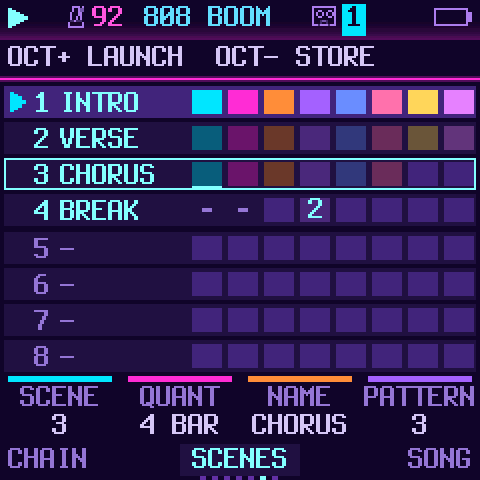 92 808 BOOM 1
OCT+ LAUNCH OCT- STORE
1 INTRO
2 VERSE
3 CHORUS
4 BREAK - - 2
5 -
6 -
7 -
8 -
SCENE QUANT NAME PATTERN
3 4 BAR CHORUS 3
CHAIN SCENES SONG